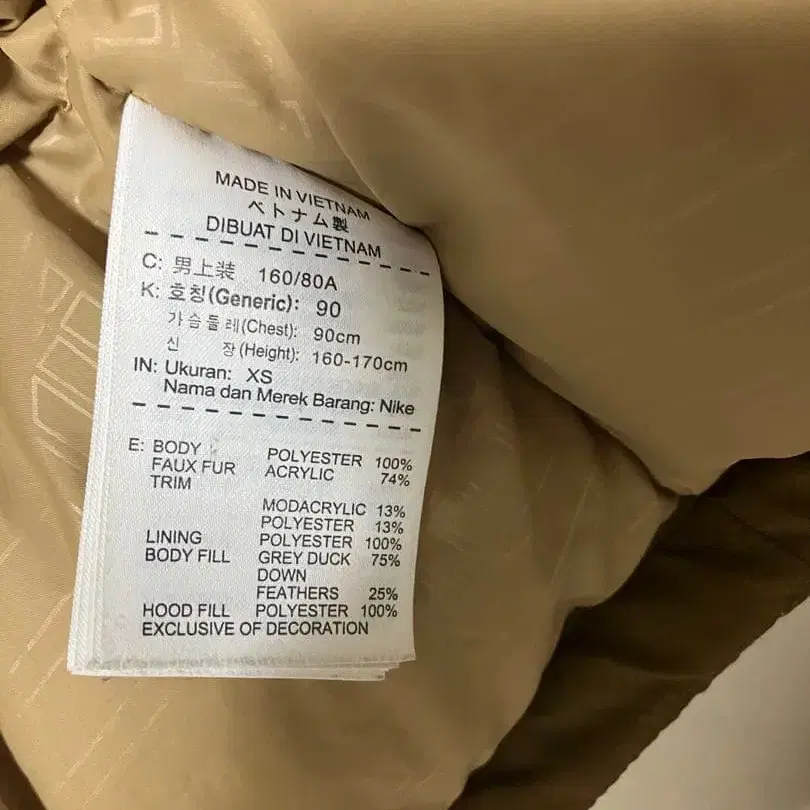 MADE IN VIETNAM
ベトナム製
DIBUAT DI VIETNAM
C: 男上装 160/80A
K: 호칭(Generic): 90
가슴둘레(Chest): 90cm
신 장(Height): 160-170cm
IN: Ukuran: XS
Nama dan Merek Barang: Nike
E: BODY POLYESTER 100%
FAUX FUR ACRYLIC 74%
TRIM
MODACRYLIC 13%
POLYESTER 13%
LINING POLYESTER 100%
BODY FILL GREY DUCK 75%
DOWN
FEATHERS 25%
HOOD FILL POLYESTER 100%
EXCLUSIVE OF DECORATION